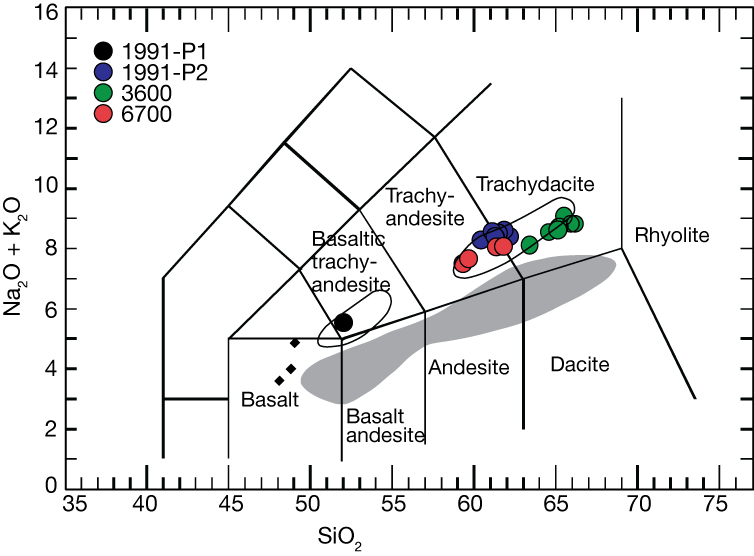 16
14
12
10
8
6
4
2
0
Na₂O + K₂O
1991-P1
1991-P2
3600
6700
Trachydacite
Trachy-
andesite
Rhyolite
Basaltic
trachy-
andesite
Andesite
Dacite
Basalt
Basalt
andesite
35 40 45 50 55 60 65 70 75
SiO₂